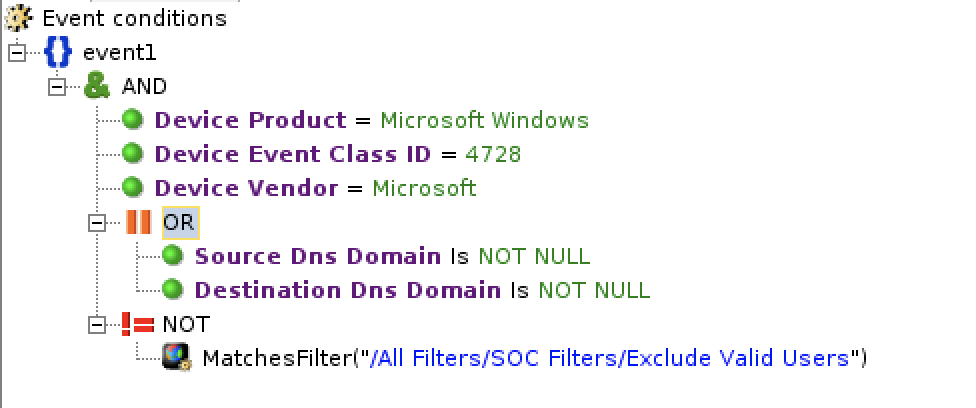 Event conditions
event1
AND
Device Product = Microsoft Windows
Device Event Class ID = 4728
Device Vendor = Microsoft
OR
Source Dns Domain Is NOT NULL
Destination Dns Domain Is NOT NULL
NOT
MatchesFilter("/All Filters/SOC Filters/Exclude Valid Users")